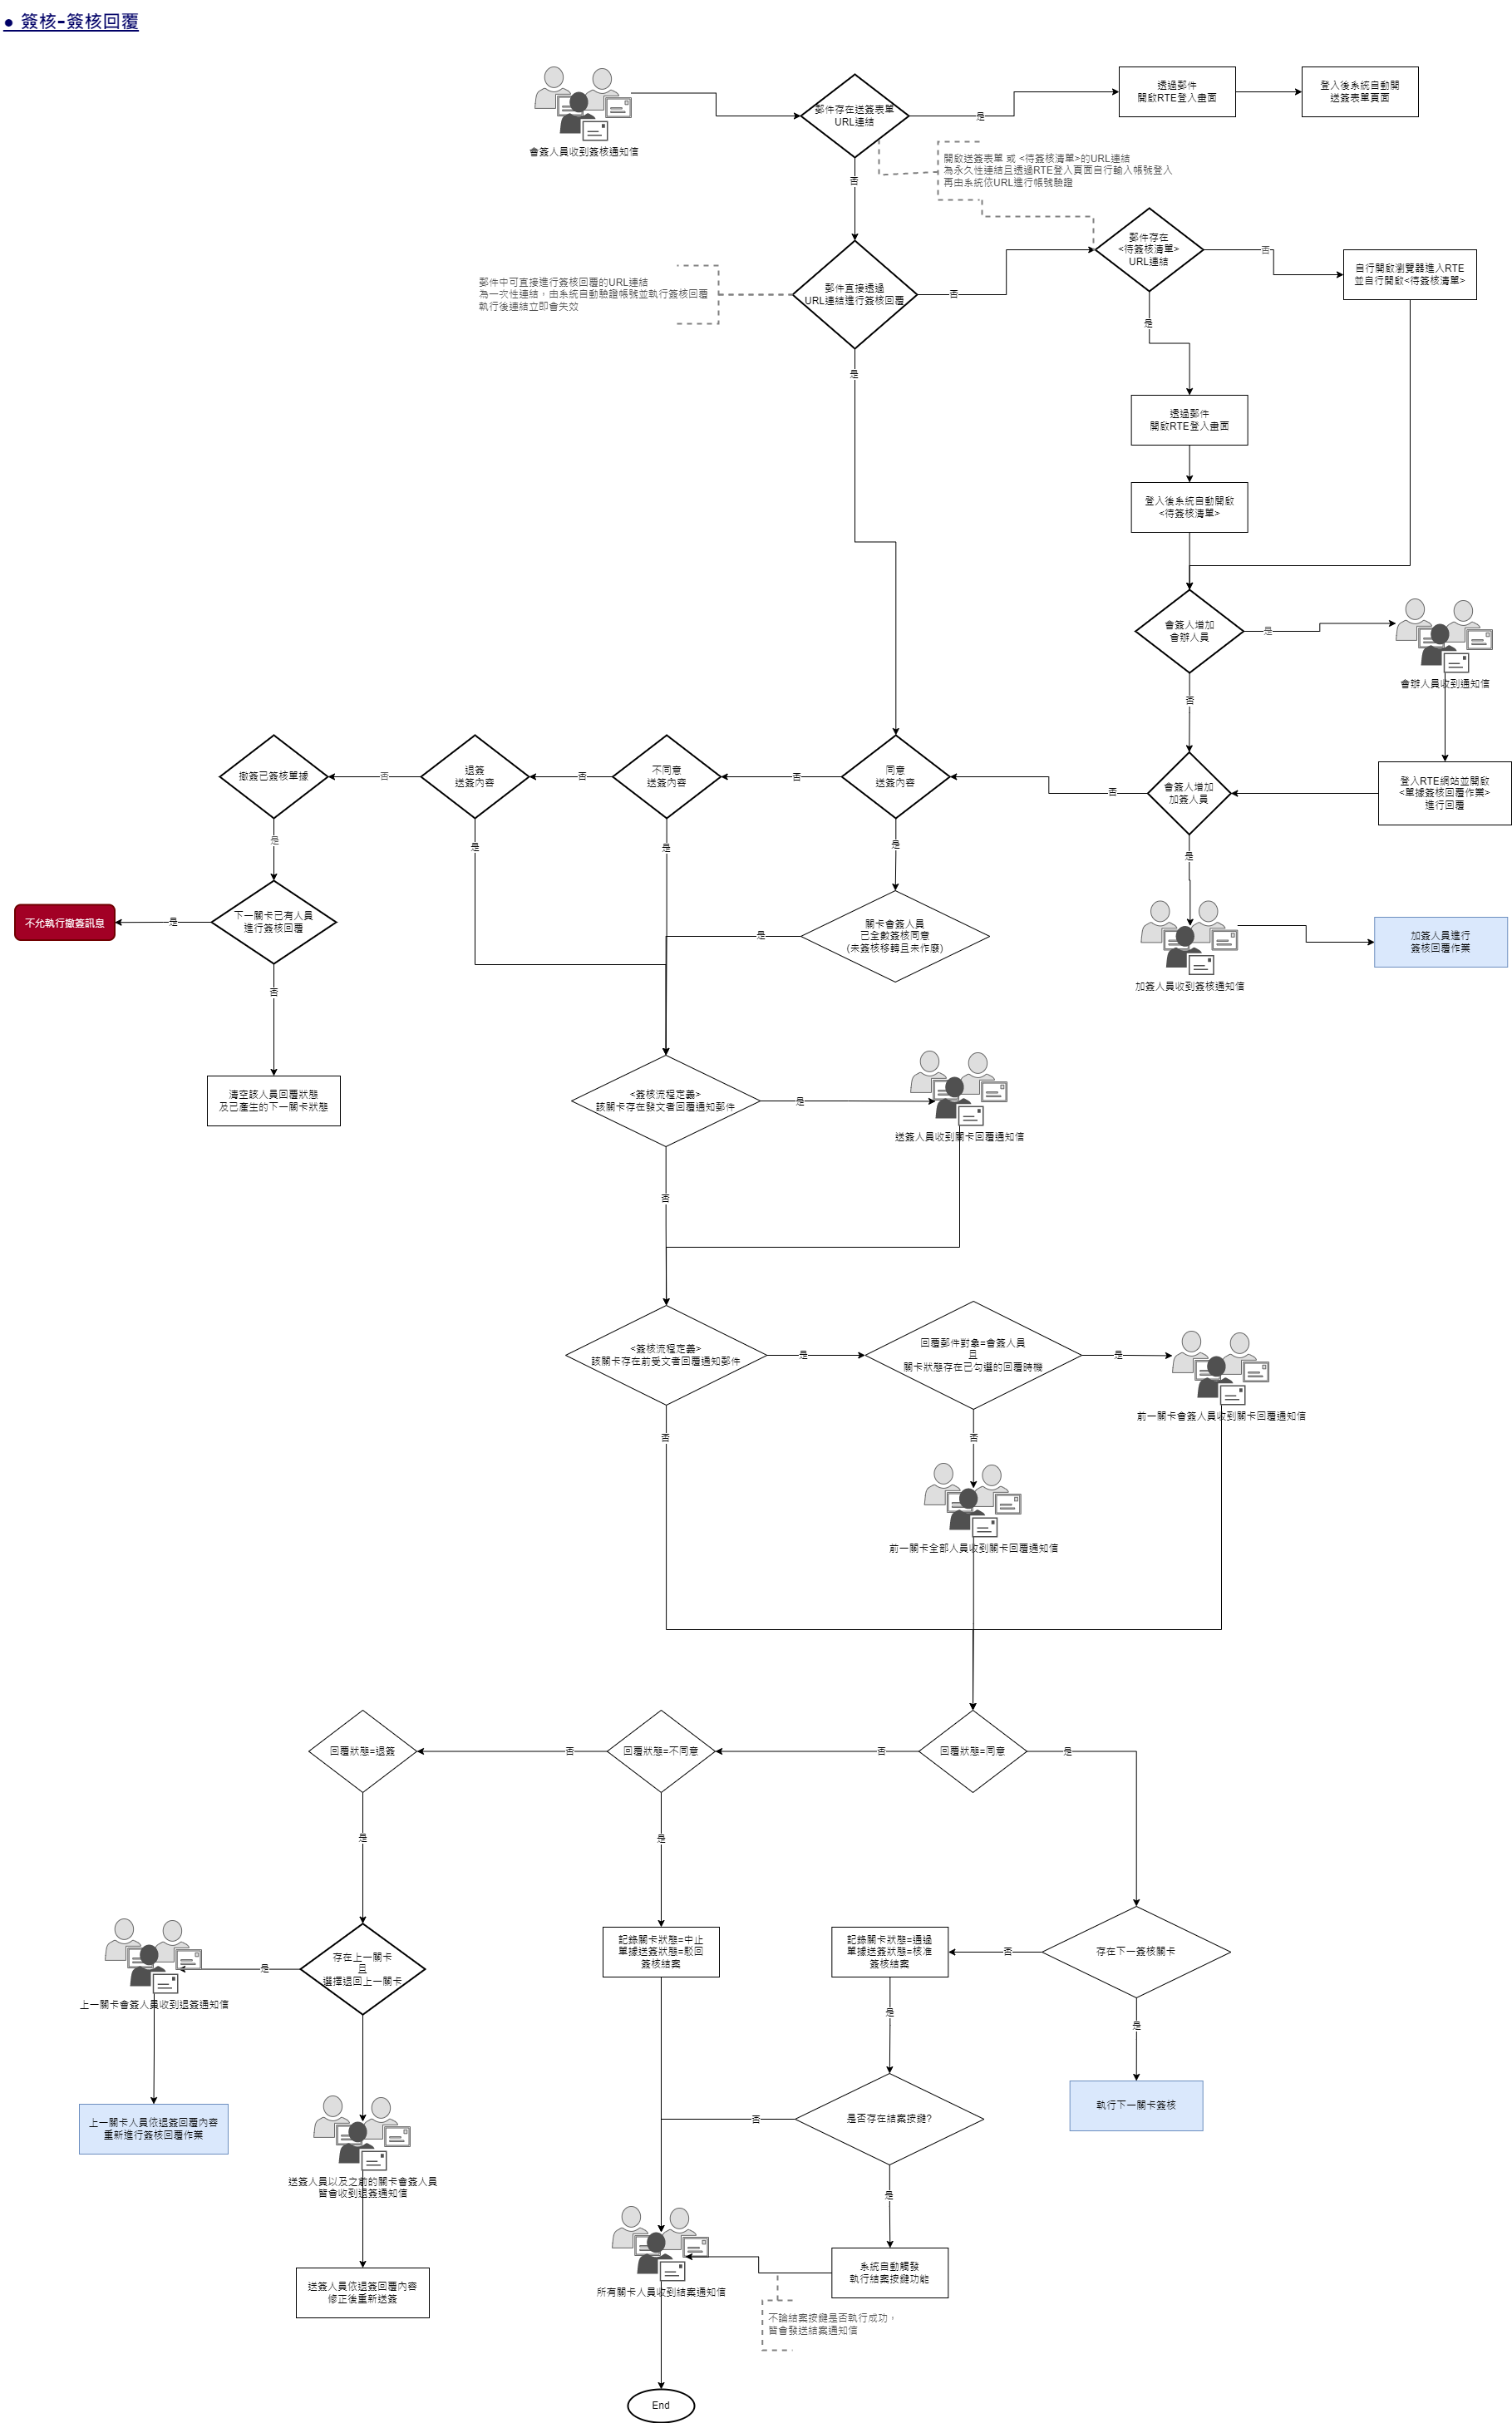 ● 簽核-簽核回覆
會簽人員收到簽核通知信
郵件存在送簽表單
URL連結
是
透過郵件
開啟RTE登入畫面
登入後系統自動開
送簽表單頁面
否
開啟送簽表單 或 <待簽核清單>的URL連結
為永久性連結且透過RTE登入頁面自行輸入帳號登入
再由系統依URL進行帳號驗證
郵件中可直接進行簽核回覆的URL連結
為一次性連結，由系統自動驗證帳號並執行簽核回覆
執行後連結立即會失效
郵件直接透過
URL連結進行簽核回覆
否
郵件存在
<待簽核清單>
URL連結
否
自行開啟瀏覽器進入RTE
並自行開啟<待簽核清單>
是
是
透過郵件
開啟RTE登入畫面
登入後系統自動開啟
<待簽核清單>
會簽人增加
會辦人員
是
會辦人員收到通知信
否
登入RTE網站並開啟
<單據簽核回覆作業>
進行回覆
會簽人增加
加簽人員
否
同意
送簽內容
否
不同意
送簽內容
否
退簽
送簽內容
否
撤簽已簽核單據
是
是
是
是
是
下一關卡已有人員
進行簽核回覆
是
不允執行撤簽訊息
否
清空該人員回覆狀態
及已產生的下一關卡狀態
關卡會簽人員
已全數簽核同意
(未簽核移轉且未作廢)
是
加簽人員收到簽核通知信
加簽人員進行
簽核回覆作業
<簽核流程定義>
該關卡存在發文者回覆通知郵件
是
送簽人員收到關卡回覆通知信
否
<簽核流程定義>
該關卡存在前受文者回覆通知郵件
是
回覆郵件對象=會簽人員
且
關卡狀態存在已勾選的回覆時機
是
前一關卡會簽人員收到關卡回覆通知信
否
否
前一關卡全部人員收到關卡回覆通知信
回覆狀態=退簽
否
回覆狀態=不同意
否
回覆狀態=同意
是
是
是
存在上一關卡
且
選擇退回上一關卡
是
上一關卡會簽人員收到退簽通知信
記錄關卡狀態=中止
單據送簽狀態=駁回
簽核結案
記錄關卡狀態=通過
單據送簽狀態=核准
簽核結案
否
存在下一簽核關卡
是
是
執行下一關卡簽核
上一關卡人員依退簽回覆內容
重新進行簽核回覆作業
是否存在結案按鍵?
否
是
送簽人員以及之前的關卡會簽人員
皆會收到退簽通知信
送簽人員依退簽回覆內容
修正後重新送簽
系統自動觸發
執行結案按鍵功能
所有關卡人員收到結案通知信
不論結案按鍵是否執行成功，
皆會發送結案通知信
End